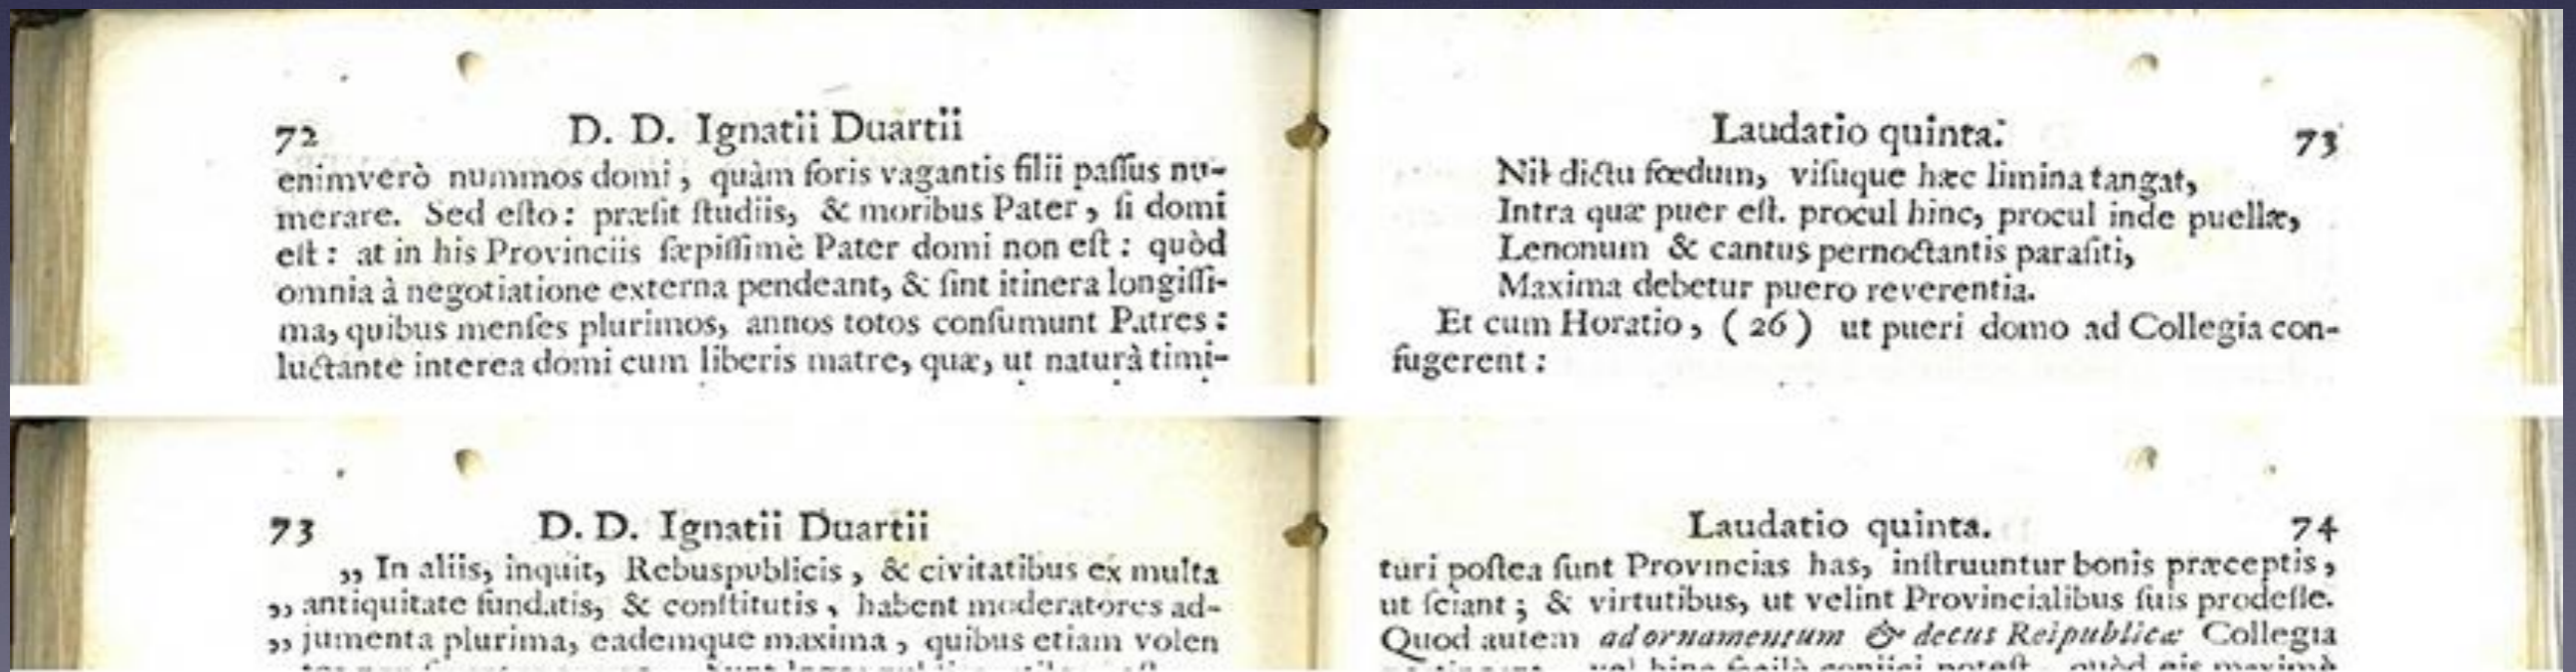 72 D. D. Ignatii Duartii
enimverò nummos domi, quàm foris vagantis filii paſſus nu-
merare. Sed eſto: præſit ſtudiis, & moribus Pater, ſi domi
eſt: at in his Provinciis ſæpiſſimè Pater domi non eſt: quòd
omnia à negotiatione externa pendeant, & ſint itinera longiſſi-
ma, quibus menſes plurimos, annos totos conſumunt Patres:
luctante interea domi cum liberis matre, quæ, ut naturà timi-
Laudatio quinta. 73
Nil dictu fœdum, viſuque hæc limina tangat,
Intra quæ puer eſt. procul hinc, procul inde puellæ,
Lenonum & cantus pernoctantis paraſiti,
Maxima debetur puero reverentia.
Et cum Horatio, (26) ut pueri domo ad Collegia con-
fugerent:
73 D. D. Ignatii Duartii
„ In aliis, inquit, Rebuspublicis, & civitatibus ex multa
„ antiquitate fundatis, & conſtitutis, habent moderatores ad-
„ jumenta plurima, eademque maxima, quibus etiam volen
Laudatio quinta. 74
turi poſtea ſunt Provincias has, inſtruuntur bonis præceptis,
ut ſciant; & virtutibus, ut velint Provincialibus ſuis prodeſſe.
Quod autem ad ornamentum & decus Reipublicæ Collegia